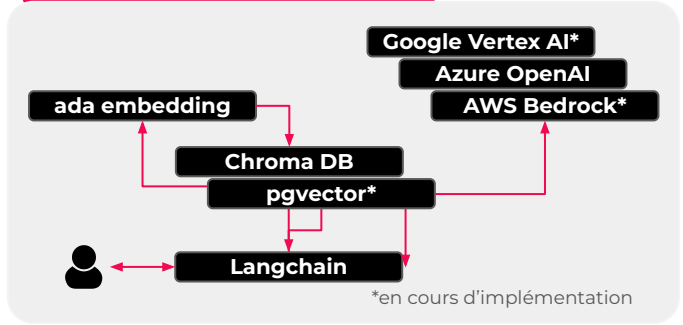 Google Vertex AI*
Azure OpenAI
ada embedding
AWS Bedrock*
Chroma DB
pgvector*
Langchain
*en cours d'implémentation